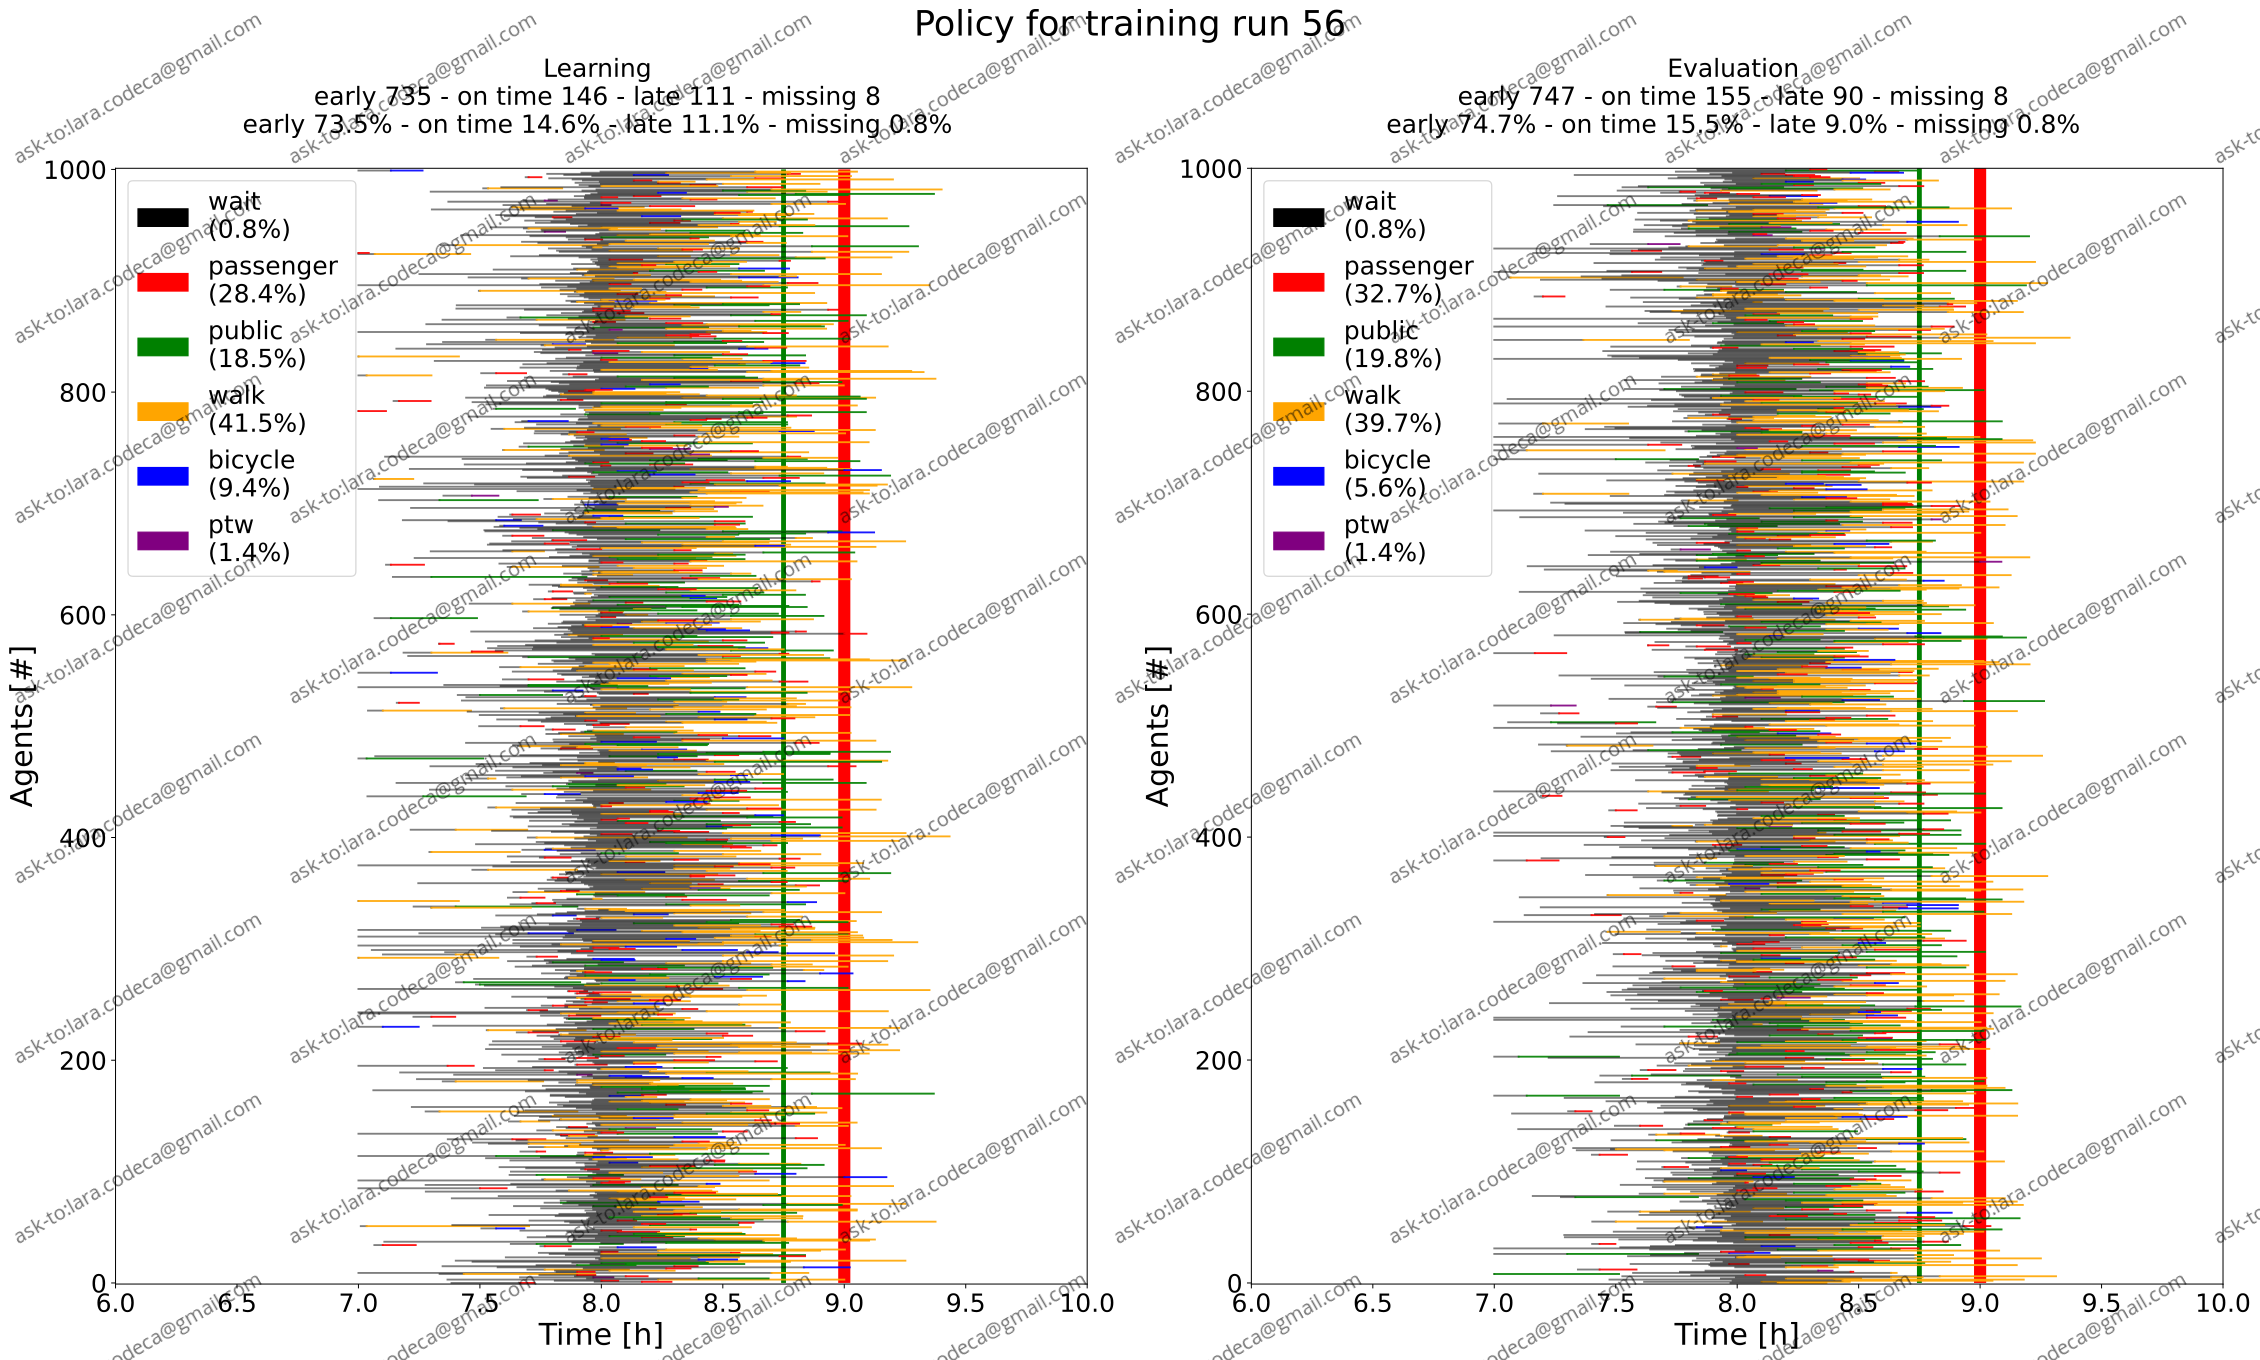 Policy for training run 56
Learning
early 735 - on time 146 - late 111 - missing 8
early 73.5% - on time 14.6% - late 11.1% - missing 0.8%
1000
800
600
400
200
0
Agents [#]
wait
(0.8%)
passenger
(28.4%)
public
(18.5%)
walk
(41.5%)
bicycle
(9.4%)
ptw
(1.4%)
6.0 6.5 7.0 7.5 8.0 8.5 9.0 9.5 10.0
Time [h]
Evaluation
early 747 - on time 155 - late 90 - missing 8
early 74.7% - on time 15.5% - late 9.0% - missing 0.8%
1000
800
600
400
200
0
Agents [#]
wait
(0.8%)
passenger
(32.7%)
public
(19.8%)
walk
(39.7%)
bicycle
(5.6%)
ptw
(1.4%)
6.0 6.5 7.0 7.5 8.0 8.5 9.0 9.5 10.0
Time [h]
ask-to:lara.codeca@gmail.com